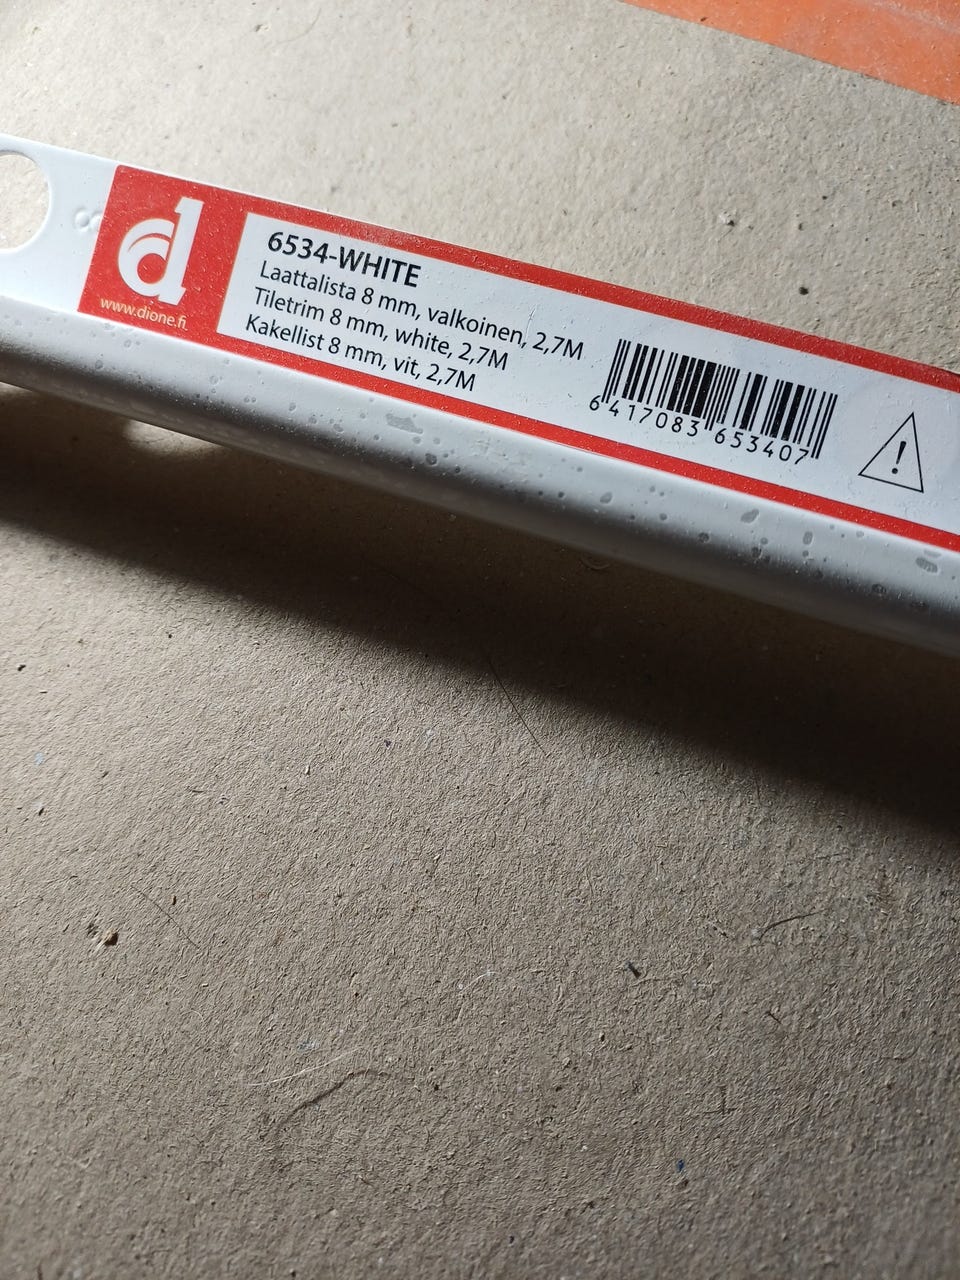 d
www.dione.fi
6534-WHITE
Laattalista 8 mm, valkoinen, 2,7M
Tiletrim 8 mm, white, 2,7M
Kakellist 8 mm, vit, 2,7M
6 417083 653407
!